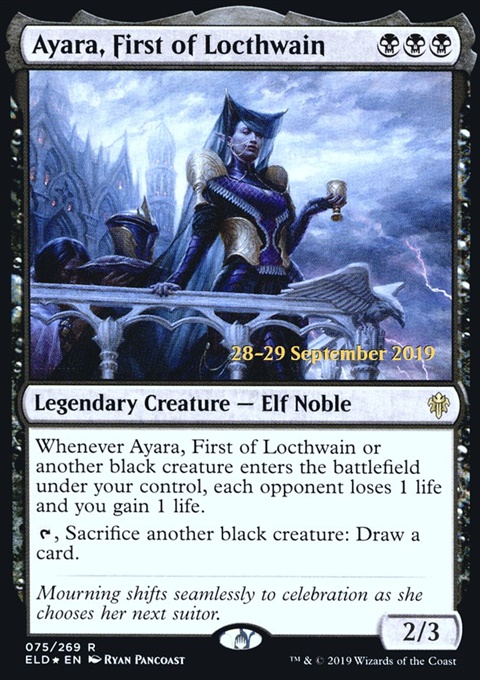 Ayara, First of Locthwain
28-29 September 2019
Legendary Creature — Elf Noble
Whenever Ayara, First of Locthwain or
another black creature enters the battlefield
under your control, each opponent loses 1 life
and you gain 1 life.
, Sacrifice another black creature: Draw a
card.
Mourning shifts seamlessly to celebration as she
chooses her next suitor.
2/3
075/269 R
ELD★EN Ryan Pancoast
™ & © 2019 Wizards of the Coast